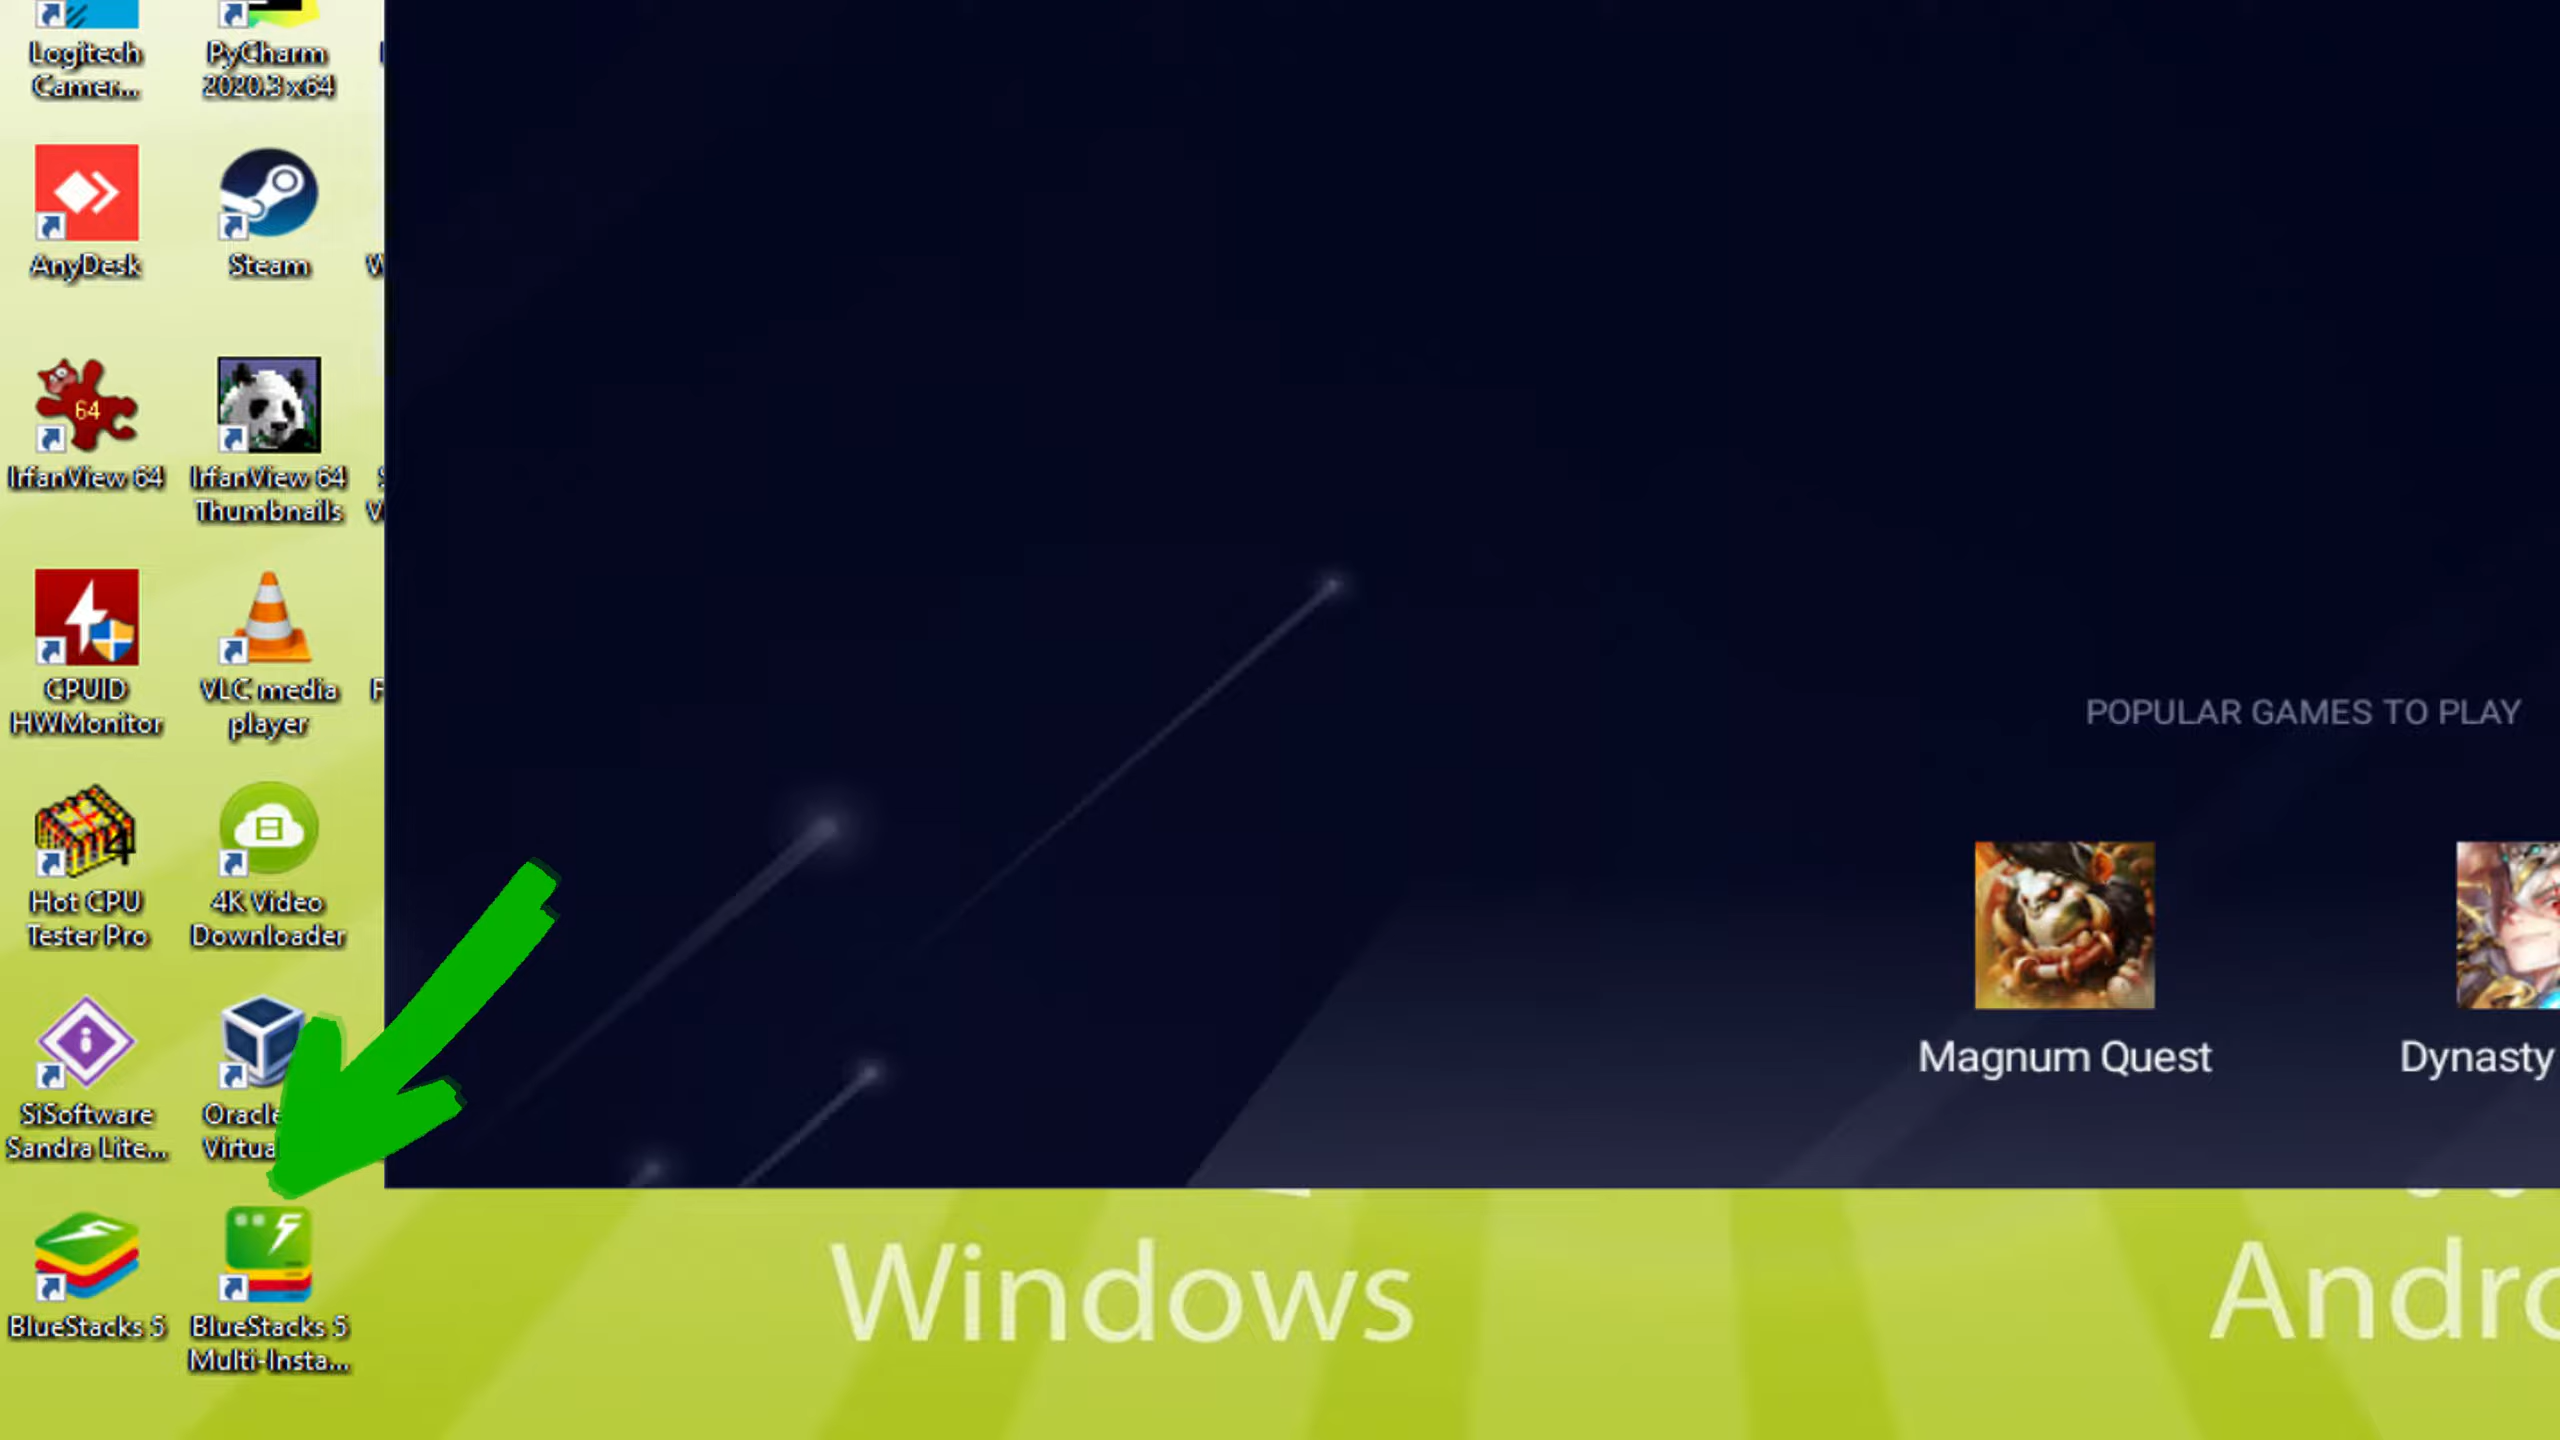 Logitech
Camer...
PyCharm
2020.3 x64
AnyDesk
Steam
64
IrfanView 64
IrfanView 64
Thumbnails
CPUID
HWMonitor
VLC media
player
POPULAR GAMES TO PLAY
4
Hot CPU
Tester Pro
4K Video
Downloader
Magnum Quest
Dynasty
SiSoftware
Sandra Lite...
Oracle
Virtua
BlueStacks 5
BlueStacks 5
Multi-Insta...
Windows
Andro